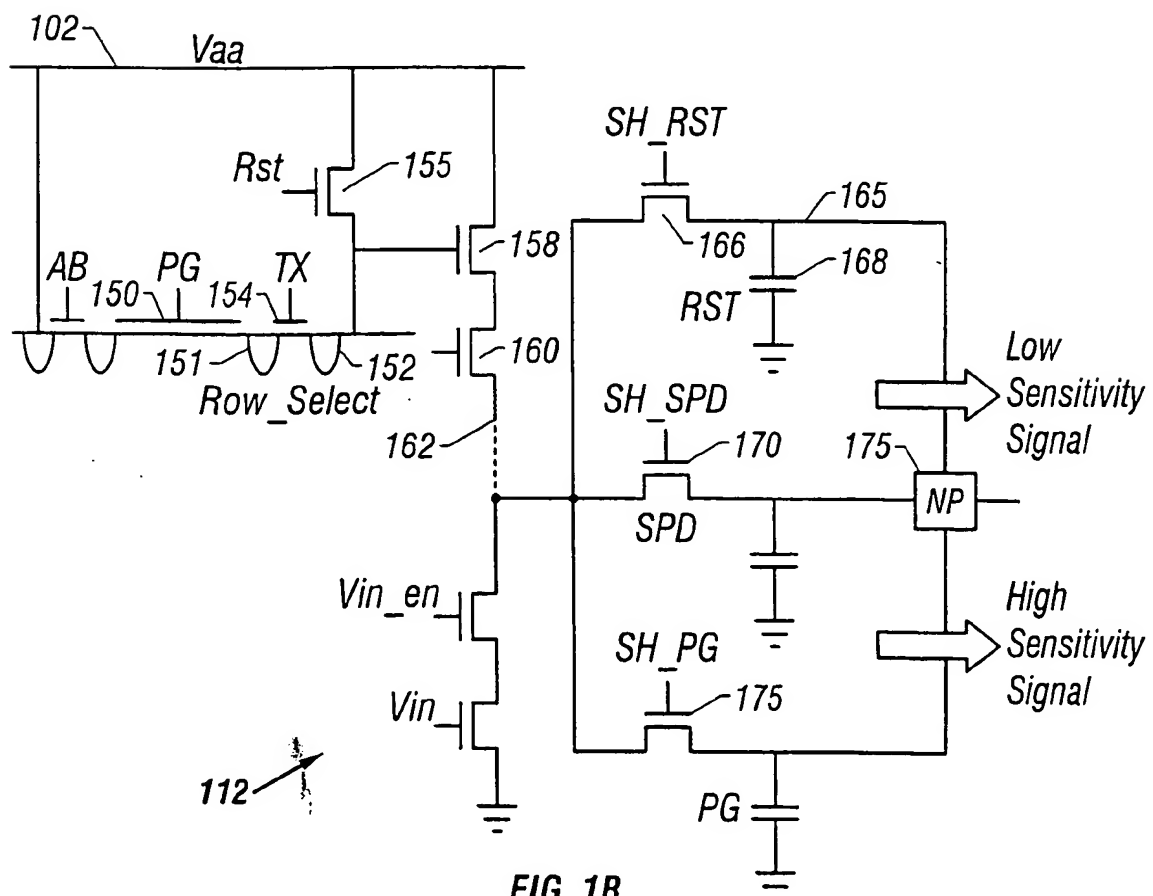 102
Vaa
SH_RST
Rst
155
165
166
158
168
RST
AB
PG
TX
150
154
160
151
152
Row_Select
Low
Sensitivity
Signal
SH_SPD
162
170
175
NP
SPD
Vin_en
High
Sensitivity
Signal
SH_PG
175
Vin
112
PG
FIG. 1B